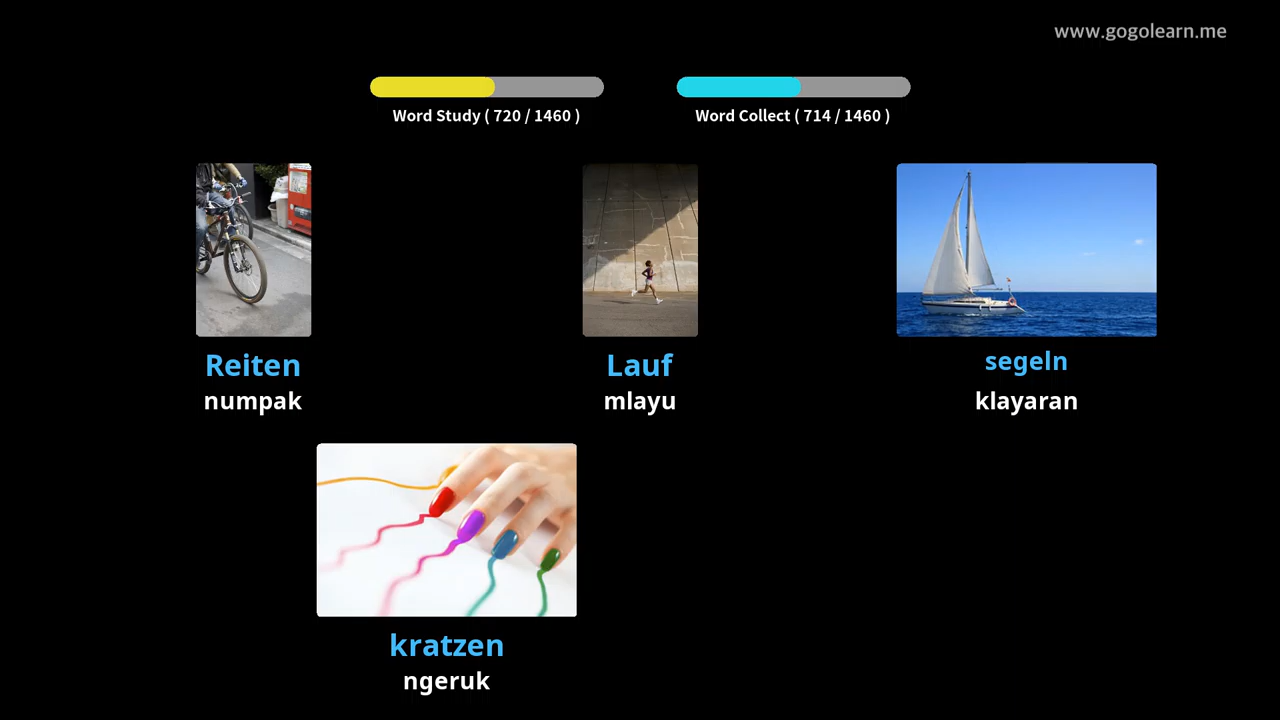 www.gogolearn.me
Word Study ( 720 / 1460 )
Word Collect ( 714 / 1460 )
Reiten
numpak
Lauf
mlayu
segeln
klayaran
kratzen
ngeruk